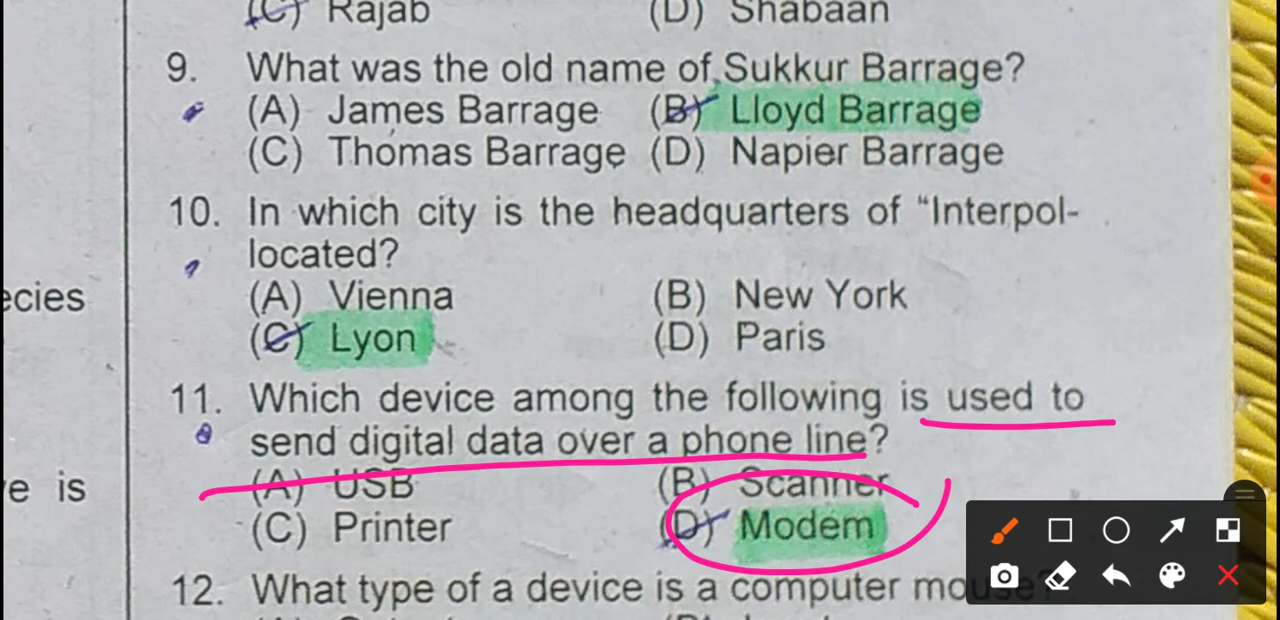 (C) Rajab (D) Shabaan
9. What was the old name of Sukkur Barrage?
(A) James Barrage (B) Lloyd Barrage
(C) Thomas Barrage (D) Napier Barrage
10. In which city is the headquarters of “Interpol-
located?
ecies
(A) Vienna (B) New York
(C) Lyon (D) Paris
11. Which device among the following is used to
send digital data over a phone line?
e is
(A) USB (B) Scanner
(C) Printer (D) Modem
12. What type of a device is a computer mouse?